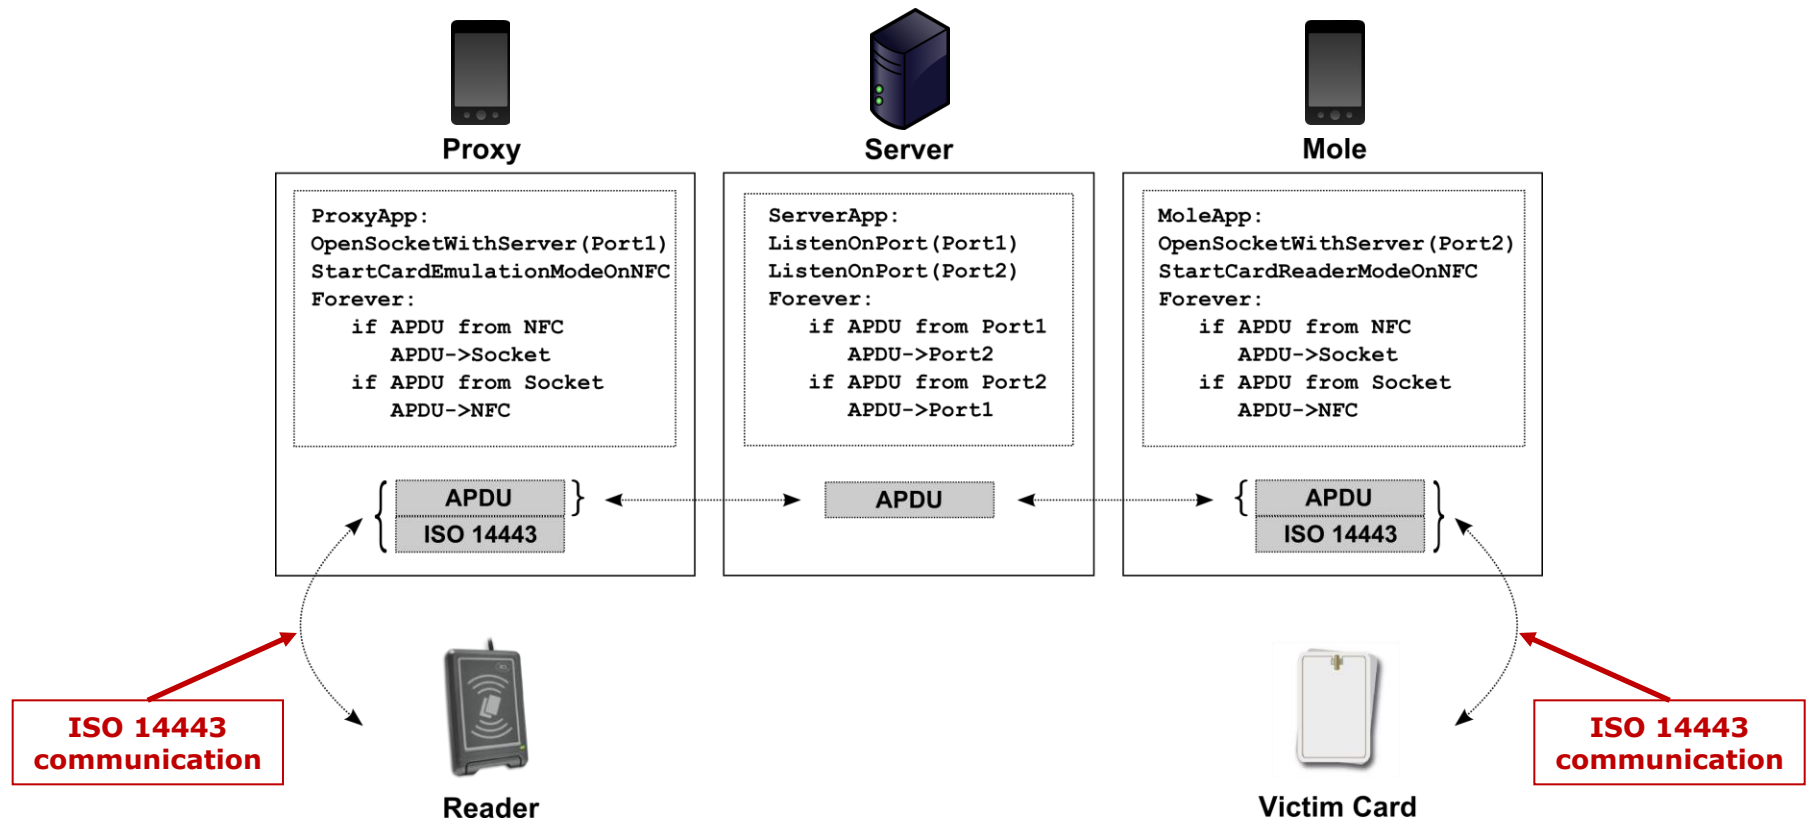 Proxy
Server
Mole
ProxyApp:
OpenSocketWithServer(Port1)
StartCardEmulationModeOnNFC
Forever:
if APDU from NFC
APDU->Socket
if APDU from Socket
APDU->NFC
ServerApp:
ListenOnPort(Port1)
ListenOnPort(Port2)
Forever:
if APDU from Port1
APDU->Port2
if APDU from Port2
APDU->Port1
MoleApp:
OpenSocketWithServer(Port2)
StartCardReaderModeOnNFC
Forever:
if APDU from NFC
APDU->Socket
if APDU from Socket
APDU->NFC
{ APDU }
ISO 14443
APDU
{ APDU }
ISO 14443
ISO 14443
communication
ISO 14443
communication
Reader
Victim Card